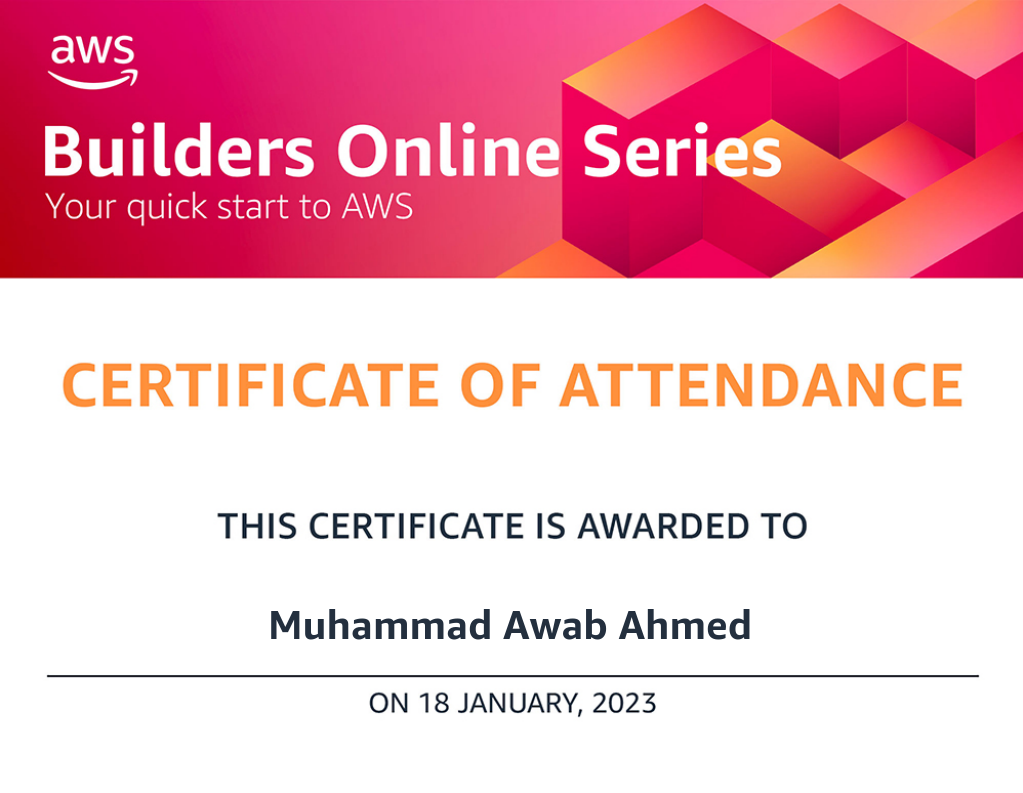 aws
Builders Online Series
Your quick start to AWS
CERTIFICATE OF ATTENDANCE
THIS CERTIFICATE IS AWARDED TO
Muhammad Awab Ahmed
ON 18 JANUARY, 2023